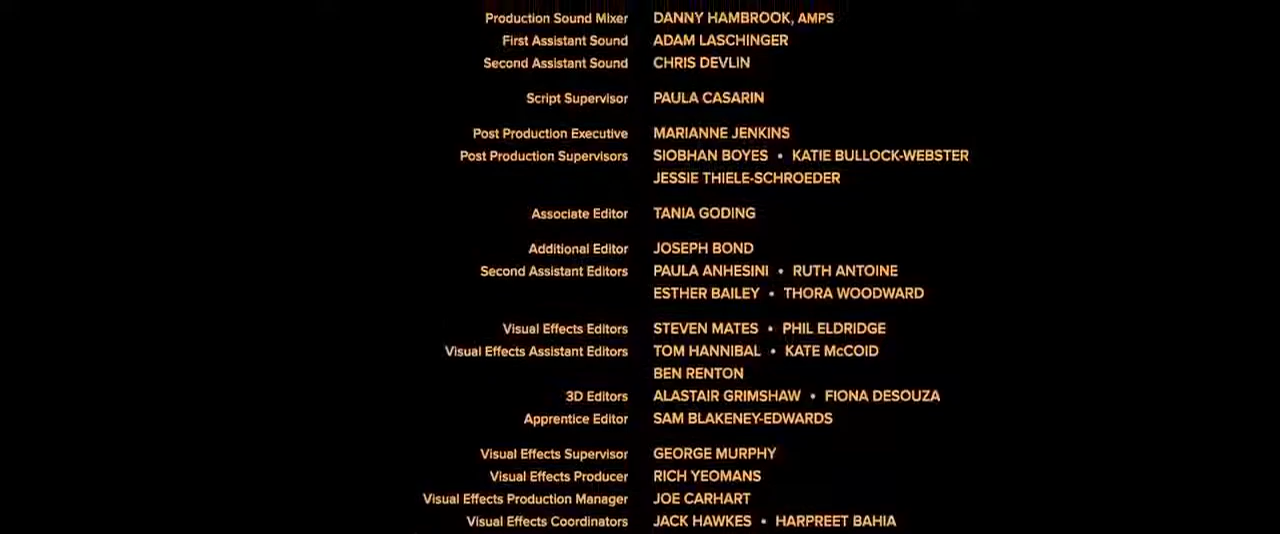 Production Sound Mixer DANNY HAMBROOK, AMPS
First Assistant Sound ADAM LASCHINGER
Second Assistant Sound CHRIS DEVLIN
Script Supervisor PAULA CASARIN
Post Production Executive MARIANNE JENKINS
Post Production Supervisors SIOBHAN BOYES • KATIE BULLOCK-WEBSTER
JESSIE THIELE-SCHROEDER
Associate Editor TANIA GODING
Additional Editor JOSEPH BOND
Second Assistant Editors PAULA ANHESINI • RUTH ANTOINE
ESTHER BAILEY • THORA WOODWARD
Visual Effects Editors STEVEN MATES • PHIL ELDRIDGE
Visual Effects Assistant Editors TOM HANNIBAL • KATE McCOID
BEN RENTON
3D Editors ALASTAIR GRIMSHAW • FIONA DESOUZA
Apprentice Editor SAM BLAKENEY-EDWARDS
Visual Effects Supervisor GEORGE MURPHY
Visual Effects Producer RICH YEOMANS
Visual Effects Production Manager JOE CARHART
Visual Effects Coordinators JACK HAWKES • HARPREET BAHIA